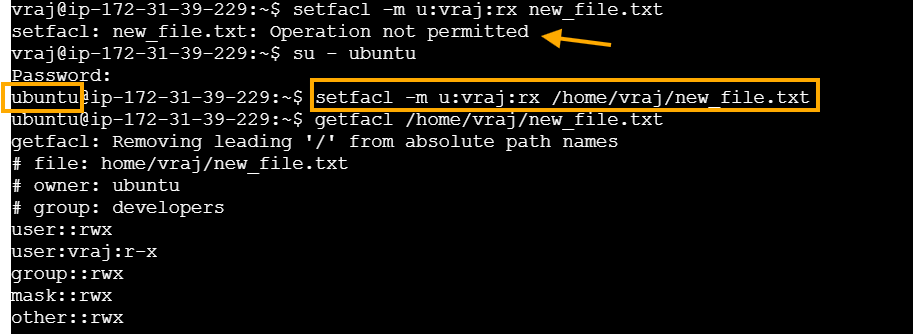 vraj@ip-172-31-39-229:~$ setfacl -m u:vraj:rx new_file.txt
setfacl: new_file.txt: Operation not permitted
vraj@ip-172-31-39-229:~$ su - ubuntu
Password:
ubuntu@ip-172-31-39-229:~$ setfacl -m u:vraj:rx /home/vraj/new_file.txt
ubuntu@ip-172-31-39-229:~$ getfacl /home/vraj/new_file.txt
getfacl: Removing leading '/' from absolute path names
# file: home/vraj/new_file.txt
# owner: ubuntu
# group: developers
user::rwx
user:vraj:r-x
group::rwx
mask::rwx
other::rwx